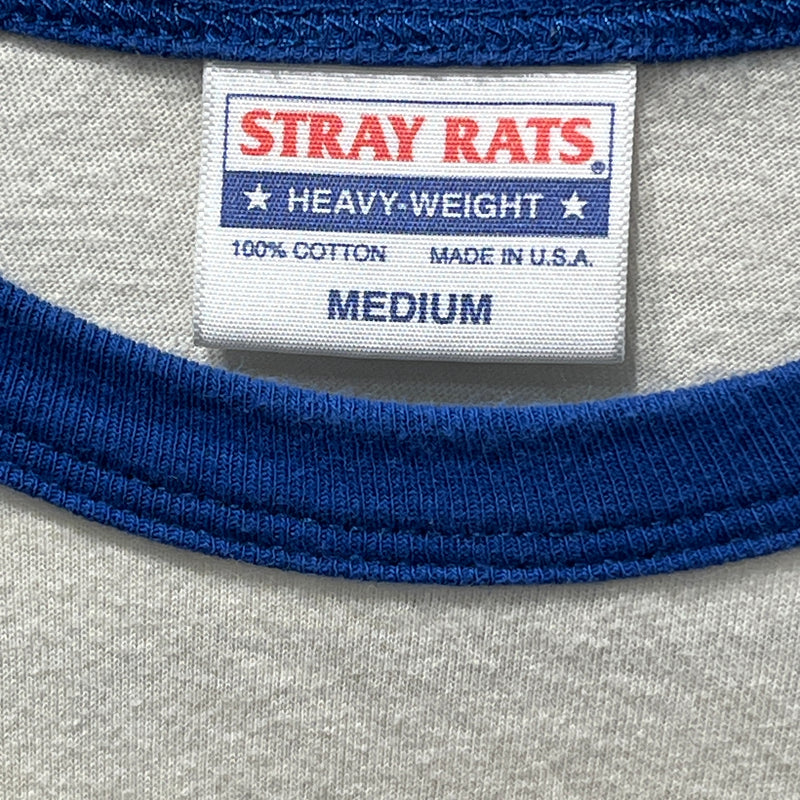 STRAY RATS®
★ HEAVY-WEIGHT ★
100% COTTON MADE IN U.S.A.
MEDIUM